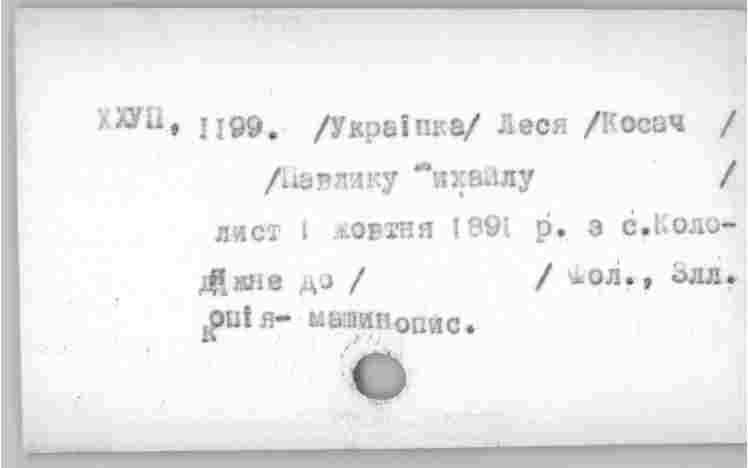 ХХУП, 1199. /Українка/ Леся /Косач /
/Павлику Михайлу /
лист 1 жовтня 1891 р. з с.Коло-
дяжне до / / Фол., 3лл.
копія- машинопис.